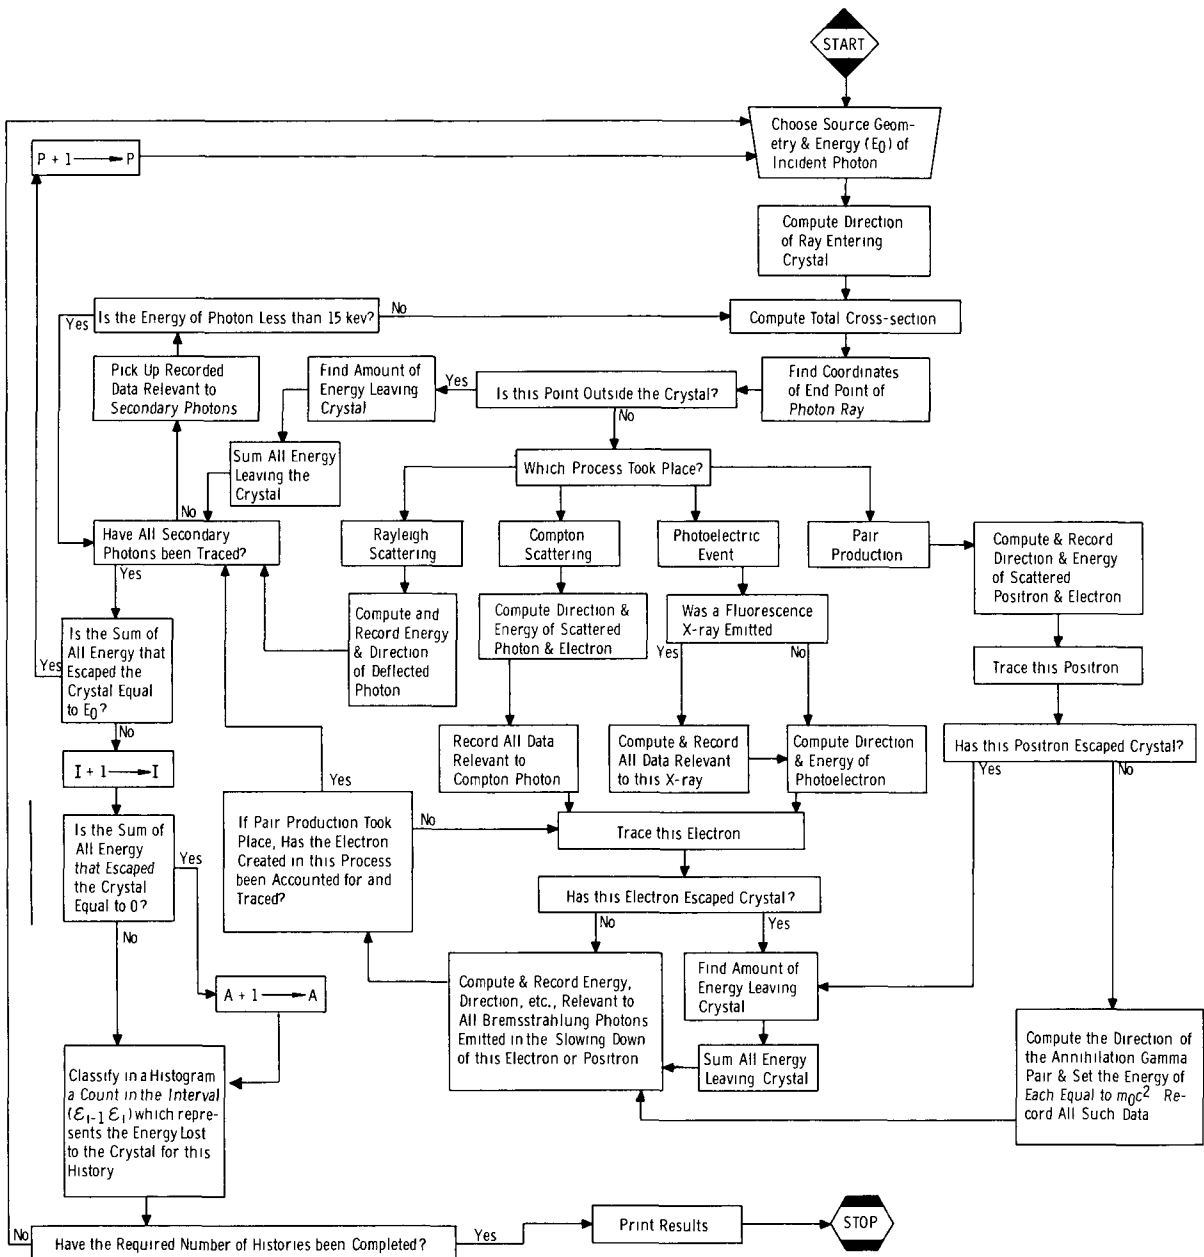 START
Choose Source Geom-
etry & Energy (E0) of
Incident Photon
P + 1 → P
Compute Direction
of Ray Entering
Crystal
Yes
Is the Energy of Photon Less than 15 kev?
No
Compute Total Cross-section
Pick Up Recorded
Data Relevant to
Secondary Photons
Find Amount of
Energy Leaving
Crystal
Yes
Is this Point Outside the Crystal?
No
Find Coordinates
of End Point of
Photon Ray
Sum All Energy
Leaving the
Crystal
Which Process Took Place?
No
Have All Secondary
Photons been Traced?
Yes
Rayleigh
Scattering
Compton
Scattering
Photoelectric
Event
Pair
Production
Compute & Record
Direction & Energy
of Scattered
Positron & Electron
Compute and
Record Energy
& Direction
of Deflected
Photon
Compute Direction &
Energy of Scattered
Photon & Electron
Was a Fluorescence
X-ray Emitted
Yes
No
Trace this Positron
Is the Sum of
All Energy that
Escaped the
Crystal Equal
to E0?
Yes
No
Record All Data
Relevant to
Compton Photon
Compute & Record
All Data Relevant
to this X-ray
Compute Direction
& Energy of
Photoelectron
Has this Positron Escaped Crystal?
Yes
No
I + 1 → I
Yes
If Pair Production Took
Place, Has the Electron
Created in this Process
been Accounted for and
Traced?
No
Trace this Electron
Is the Sum of
All Energy
that Escaped
the Crystal
Equal to 0?
Yes
No
Has this Electron Escaped Crystal?
No
Yes
A + 1 → A
Compute & Record Energy,
Direction, etc., Relevant to
All Bremsstrahlung Photons
Emitted in the Slowing Down
of this Electron or Positron
Find Amount of
Energy Leaving
Crystal
Sum All Energy
Leaving Crystal
Compute the Direction of
the Annihilation Gamma
Pair & Set the Energy of
Each Equal to m0c² Re-
cord All Such Data
Classify in a Histogram
a Count in the Interval
(Ɛi-1 Ɛi) which repre-
sents the Energy Lost
to the Crystal for this
History
No
Have the Required Number of Histories been Completed?
Yes
Print Results
STOP